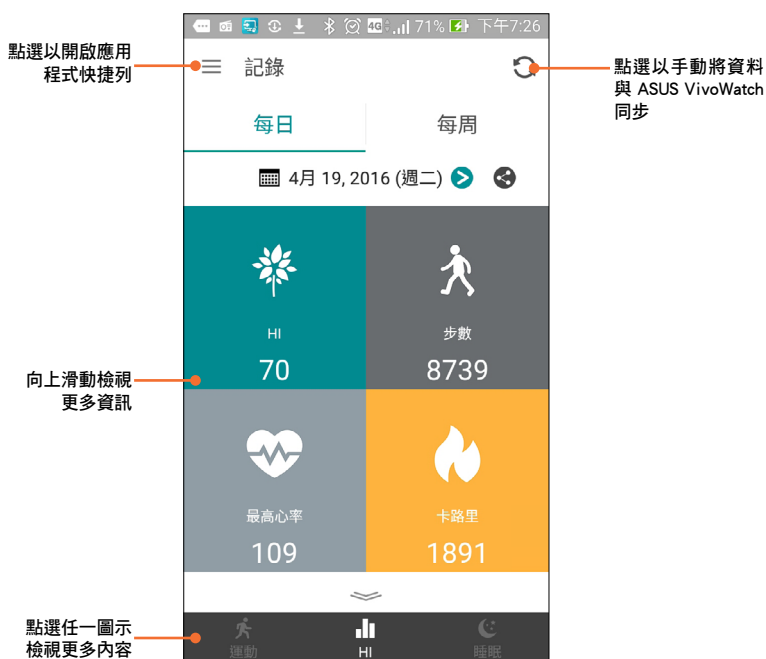 4G 71% 下午7:26
點選以開啟應用
程式快捷列
記錄
點選以手動將資料
與 ASUS VivoWatch
同步
每日 每周
4月 19, 2016 (週二)
HI 步數
70 8739
向上滑動檢視
更多資訊
最高心率 卡路里
109 1891
點選任一圖示
檢視更多內容
運動 HI 睡眠